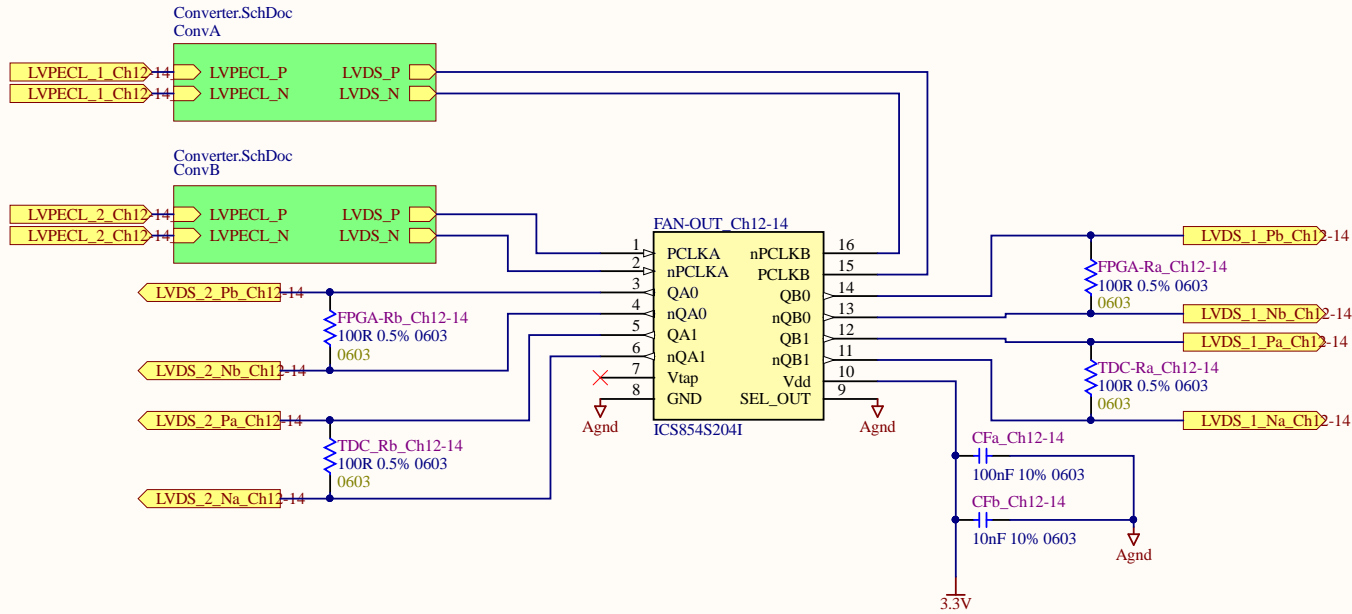 Converter.SchDoc
ConvA
LVPECL_1_Ch12-14
LVPECL_P
LVDS_P
LVPECL_1_Ch12-14
LVPECL_N
LVDS_N
Converter.SchDoc
ConvB
LVPECL_2_Ch12-14
LVPECL_P
LVDS_P
LVPECL_2_Ch12-14
LVPECL_N
LVDS_N
FAN-OUT_Ch12-14
1 PCLKA
nPCLKB 16
2 nPCLKA
PCLKB 15
3 QA0
QB0 14
4 nQA0
nQB0 13
5 QA1
QB1 12
6 nQA1
nQB1 11
7 Vtap
Vdd 10
8 GND
SEL_OUT 9
ICS854S204I
Agnd
Agnd
LVDS_2_Pb_Ch12-14
FPGA-Rb_Ch12-14
100R 0.5% 0603
0603
LVDS_2_Nb_Ch12-14
LVDS_2_Pa_Ch12-14
TDC_Rb_Ch12-14
100R 0.5% 0603
0603
LVDS_2_Na_Ch12-14
LVDS_1_Pb_Ch12-14
FPGA-Ra_Ch12-14
100R 0.5% 0603
0603
LVDS_1_Nb_Ch12-14
LVDS_1_Pa_Ch12-14
TDC-Ra_Ch12-14
100R 0.5% 0603
0603
LVDS_1_Na_Ch12-14
CFa_Ch12-14
100nF 10% 0603
CFb_Ch12-14
10nF 10% 0603
Agnd
3.3V